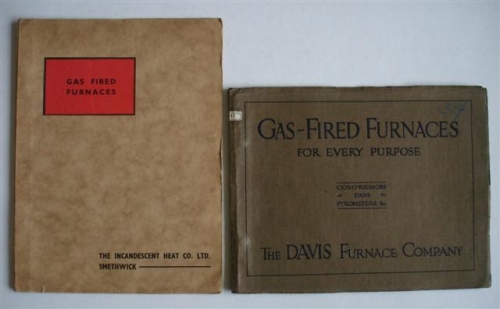 GAS FIRED
FURNACES
THE INCANDESCENT HEAT CO. LTD.
SMETHWICK
GAS-FIRED FURNACES
FOR EVERY PURPOSE
COMPRESSORS
FANS
PYROMETERS &c
THE DAVIS FURNACE COMPANY